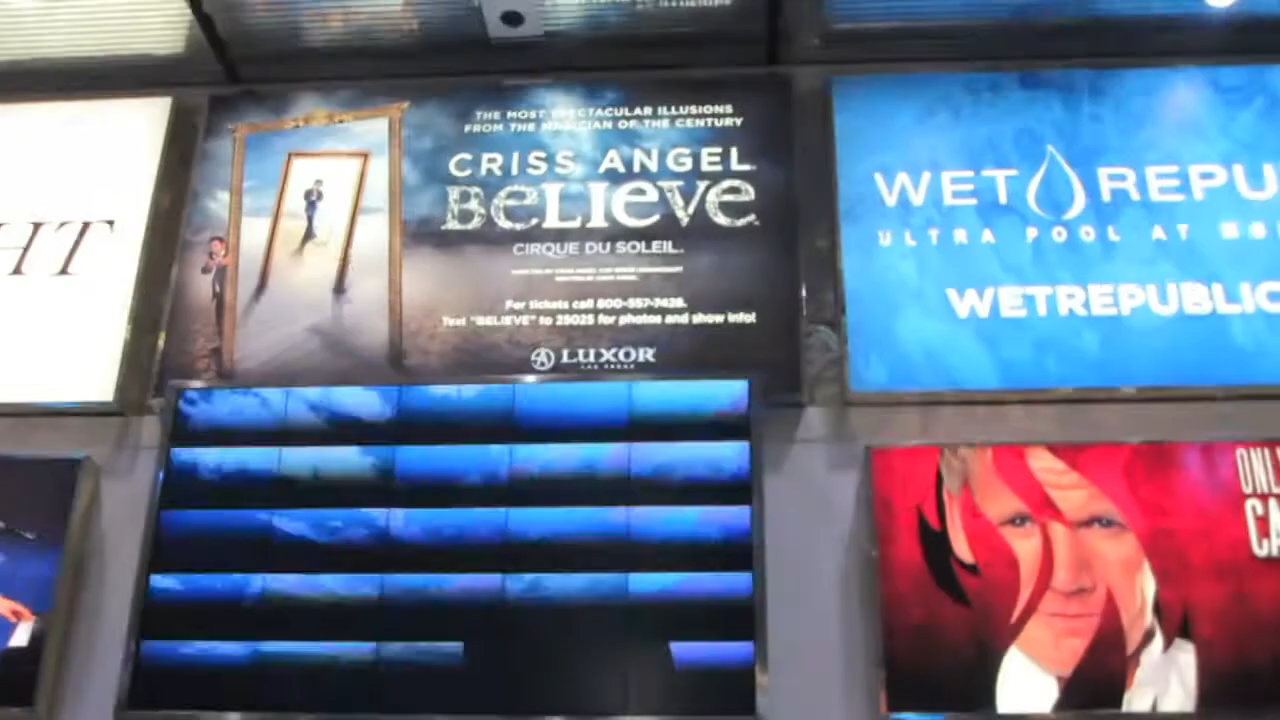 HT
THE MOST SPECTACULAR ILLUSIONS
FROM THE MAGICIAN OF THE CENTURY
CRISS ANGEL
BeLIeVe
CIRQUE DU SOLEIL.
For tickets call 800-557-7428.
Text "BELIEVE" to 25025 for photos and show info!
LUXOR
LAS VEGAS
WET REPU
ULTRA POOL AT
WETREPUBLIC
ONL
CA